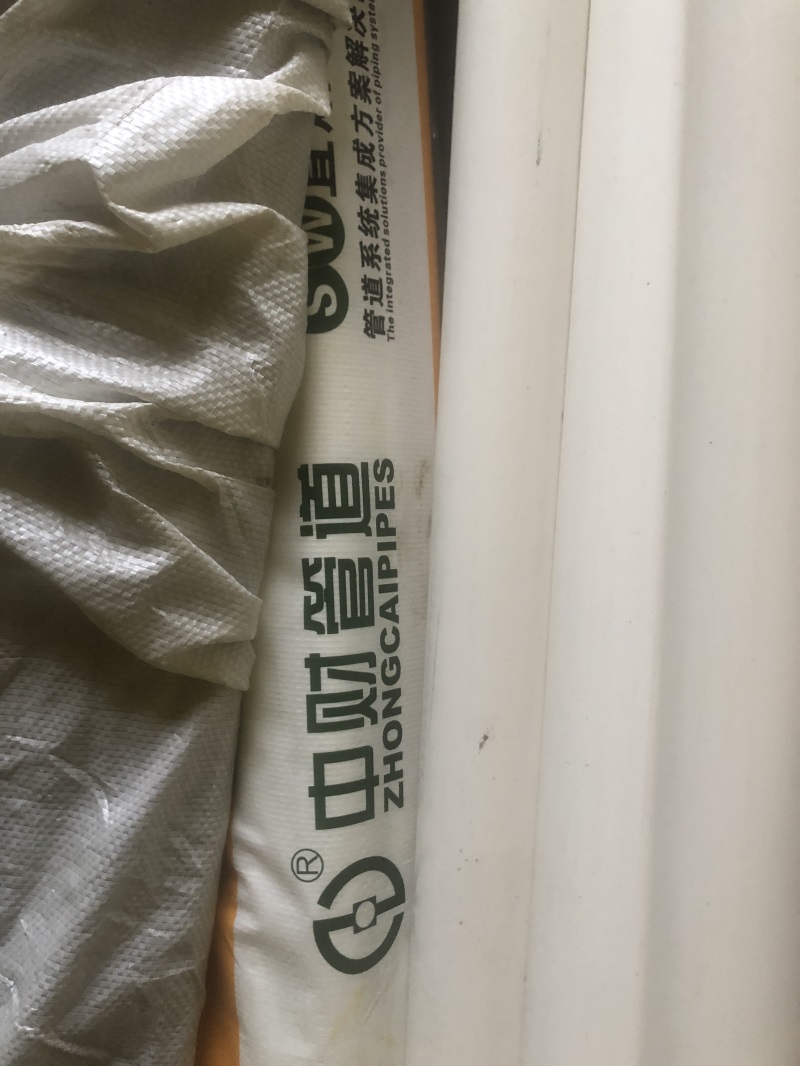 ®
中财管道
ZHONGCAIPIPES
SW
管道系统集成方案解决
The integrated solutions provider of piping